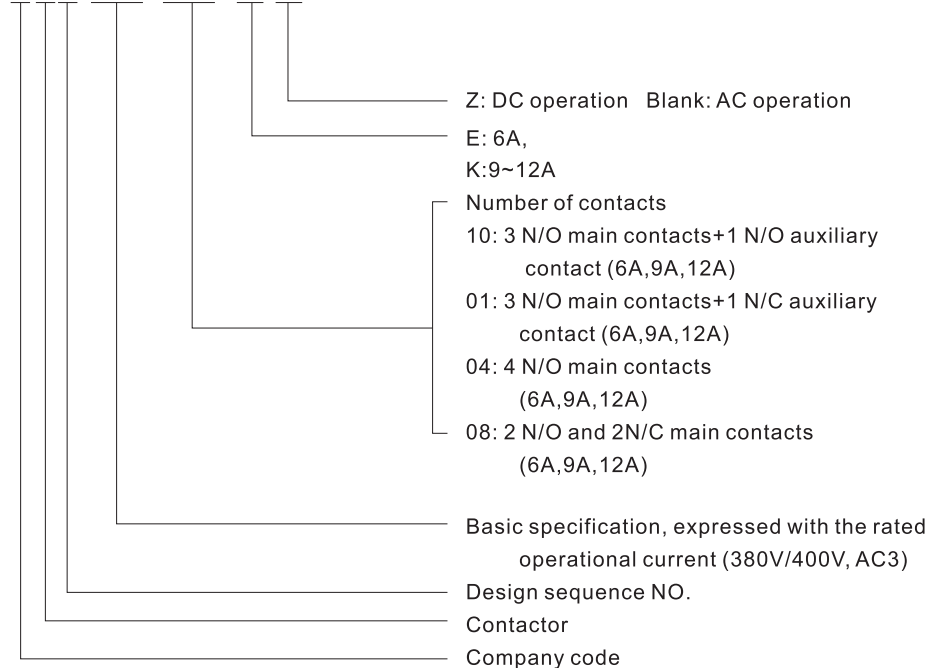 Z: DC operation   Blank: AC operation
E: 6A,
K:9~12A
Number of contacts
10: 3 N/O main contacts+1 N/O auxiliary
contact (6A,9A,12A)
01: 3 N/O main contacts+1 N/C auxiliary
contact (6A,9A,12A)
04: 4 N/O main contacts
(6A,9A,12A)
08: 2 N/O and 2N/C main contacts
(6A,9A,12A)
Basic specification, expressed with the rated
operational current (380V/400V, AC3)
Design sequence NO.
Contactor
Company code